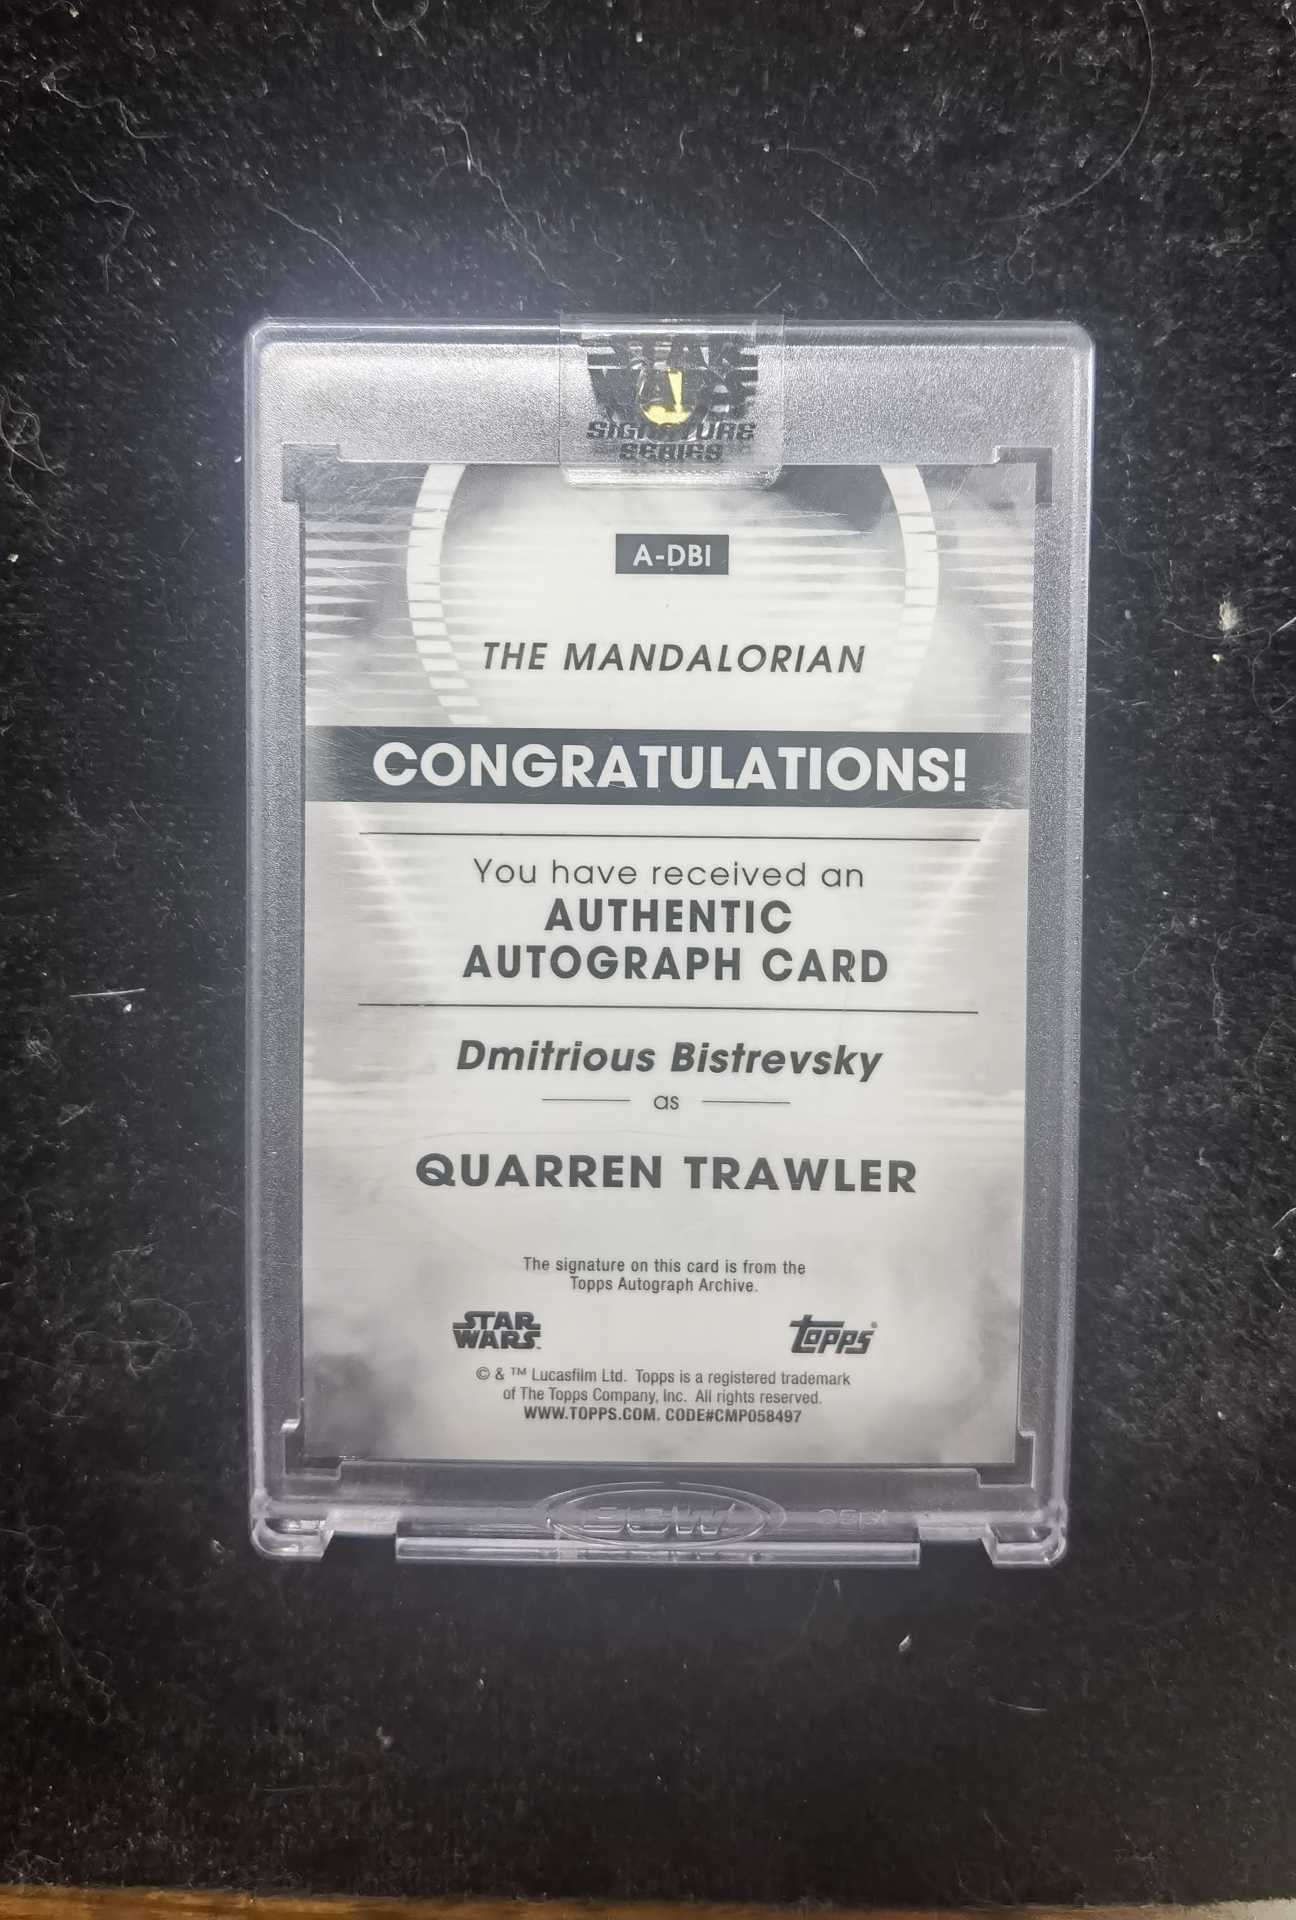 STAR
WARS
SIGNATURE
SERIES
A-DBI
THE MANDALORIAN
CONGRATULATIONS!
You have received an
AUTHENTIC
AUTOGRAPH CARD
Dmitrious Bistrevsky
as
QUARREN TRAWLER
The signature on this card is from the
Topps Autograph Archive.
STAR
WARS™
topps®
© & ™ Lucasfilm Ltd. Topps is a registered trademark
of The Topps Company, Inc. All rights reserved.
WWW.TOPPS.COM. CODE#CMP058497
BCW